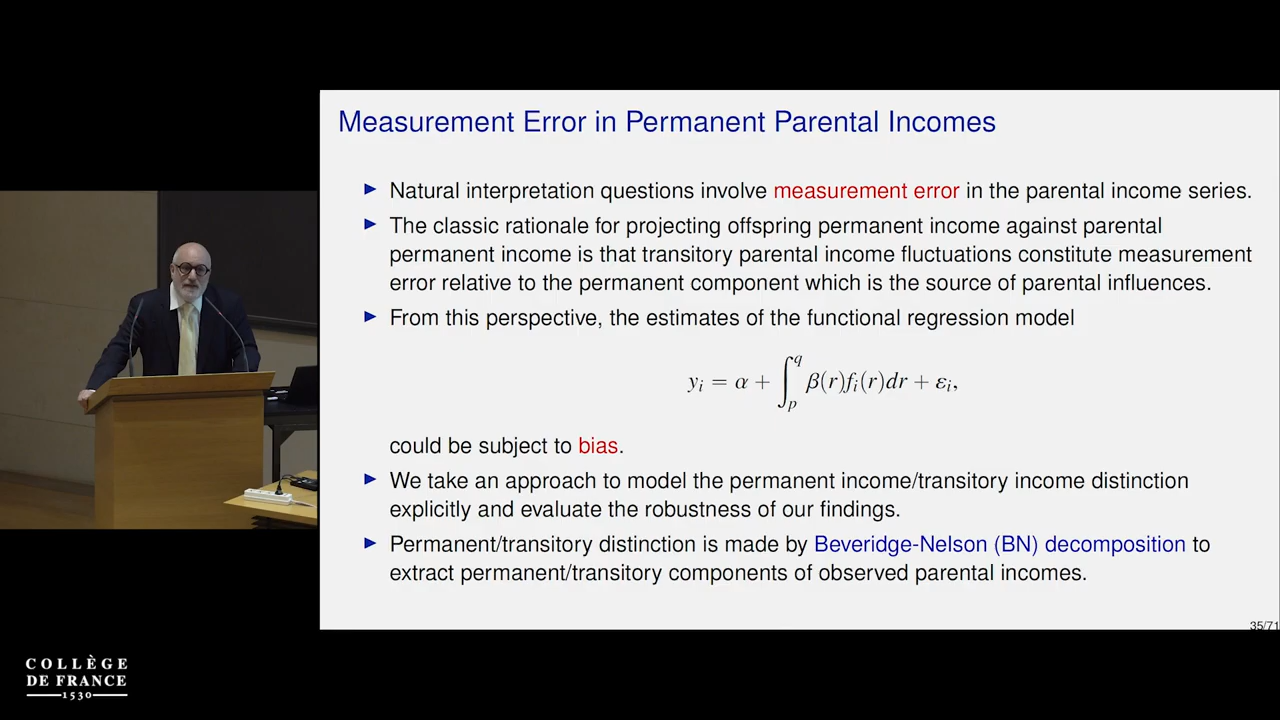 Measurement Error in Permanent Parental Incomes
Natural interpretation questions involve measurement error in the parental income series.
The classic rationale for projecting offspring permanent income against parental
permanent income is that transitory parental income fluctuations constitute measurement
error relative to the permanent component which is the source of parental influences.
From this perspective, the estimates of the functional regression model
y_i = α + ∫_p^q β(r)f_i(r)dr + ε_i,
could be subject to bias.
We take an approach to model the permanent income/transitory income distinction
explicitly and evaluate the robustness of our findings.
Permanent/transitory distinction is made by Beveridge-Nelson (BN) decomposition to
extract permanent/transitory components of observed parental incomes.
35/71
COLLÈGE
DE FRANCE
1530